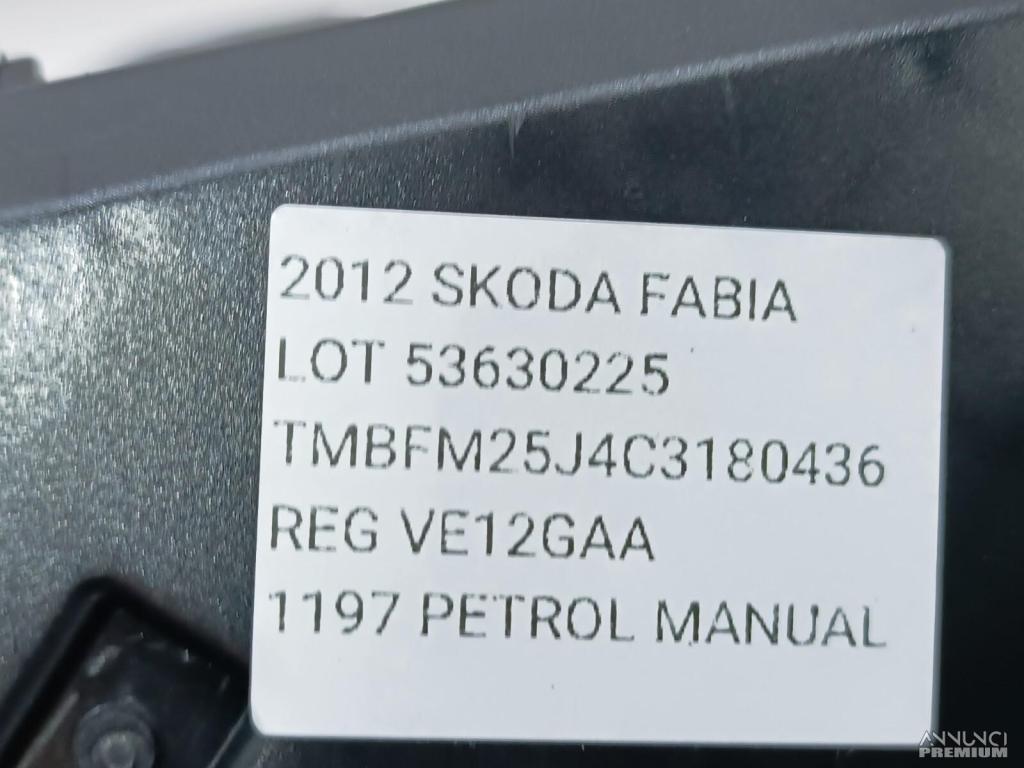 2012 SKODA FABIA
LOT 53630225
TMBFM25J4C3180436
REG VE12GAA
1197 PETROL MANUAL
ANNUNCI
PREMIUM